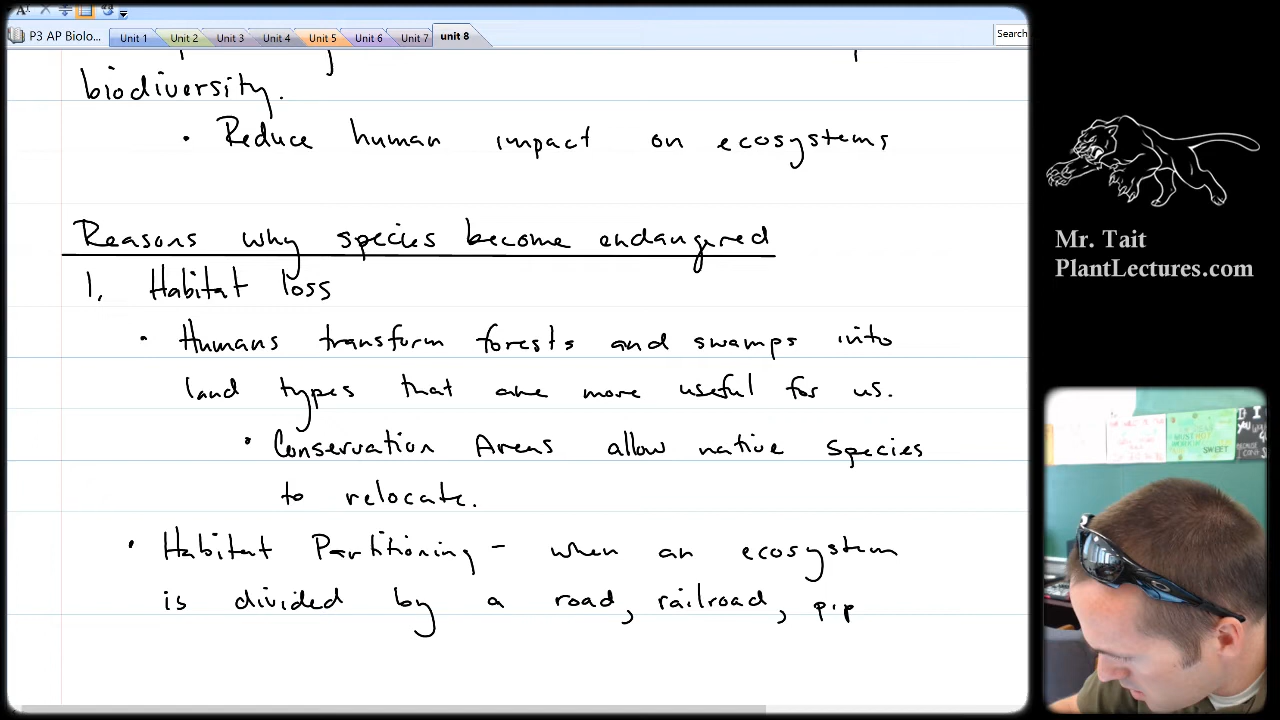 P3 AP Biolo...
Unit 1
Unit 2
Unit 3
Unit 4
Unit 5
Unit 6
Unit 7
unit 8
Search
biodiversity.
• Reduce human impact on ecosystems
Reasons why species become endangered
1. Habitat loss
• Humans transform forests and swamps into
land types that are more useful for us.
• Conservation Areas allow native species
to relocate.
• Habitat Partitioning - when an ecosystem
is divided by a road, railroad, pip
Mr. Tait
PlantLectures.com
SWEET